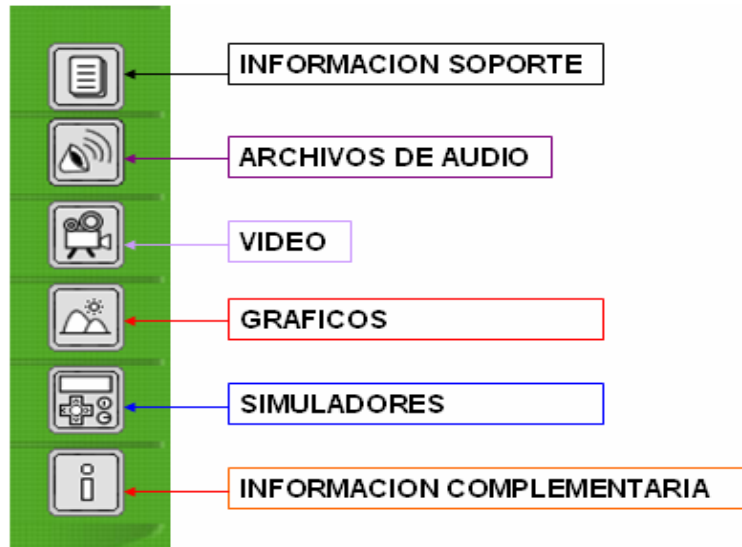 INFORMACION SOPORTE
ARCHIVOS DE AUDIO
VIDEO
GRAFICOS
SIMULADORES
INFORMACION COMPLEMENTARIA